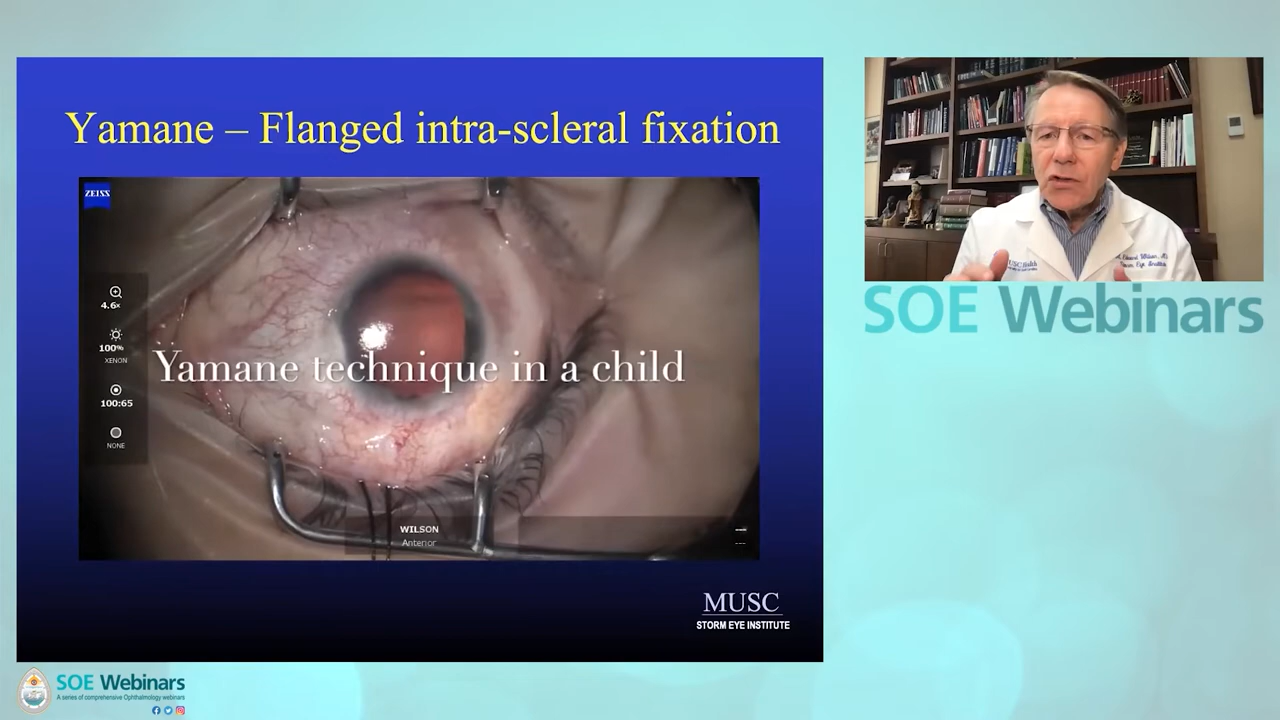 Yamane – Flanged intra-scleral fixation
ZEISS
4.6×
100%
XENON
100:65
NONE
Yamane technique in a child
WILSON
Anterior
MUSC
STORM EYE INSTITUTE
SOE Webinars
SOE Webinars
A series of comprehensive Ophthalmology webinars